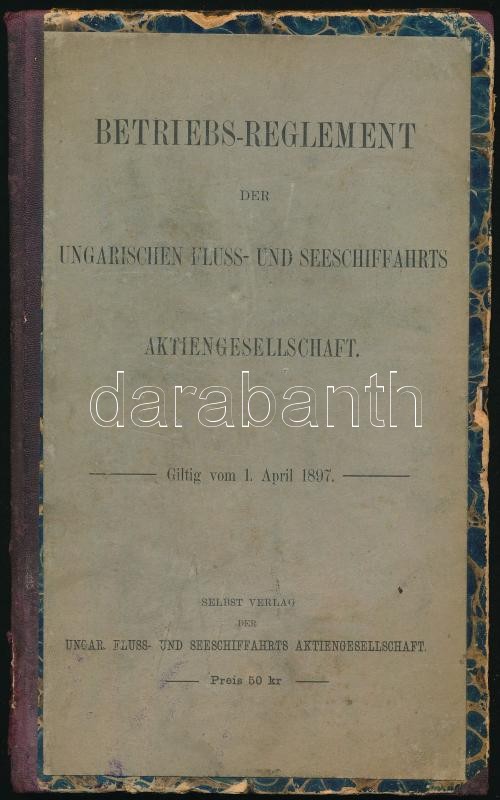 BETRIEBS-REGLEMENT
DER
UNGARISCHEN FLUSS- UND SEESCHIFFAHRTS
AKTIENGESELLSCHAFT.
darabanth
Giltig vom 1. April 1897.
SELBST VERLAG
DER
UNGAR. FLUSS- UND SEESCHIFFAHRTS AKTIENGESELLSCHAFT.
Preis 50 kr